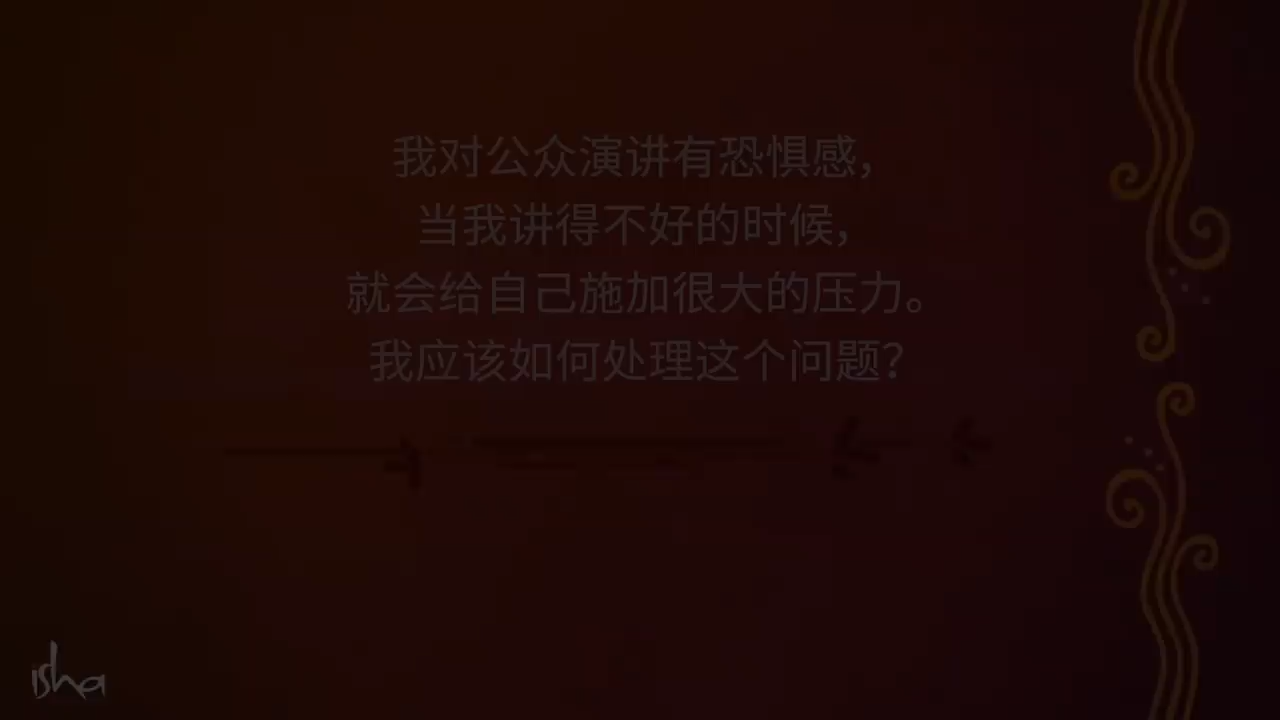 我对公众演讲有恐惧感，
当我讲得不好的时候，
就会给自己施加很大的压力。
我应该如何处理这个问题？
isha